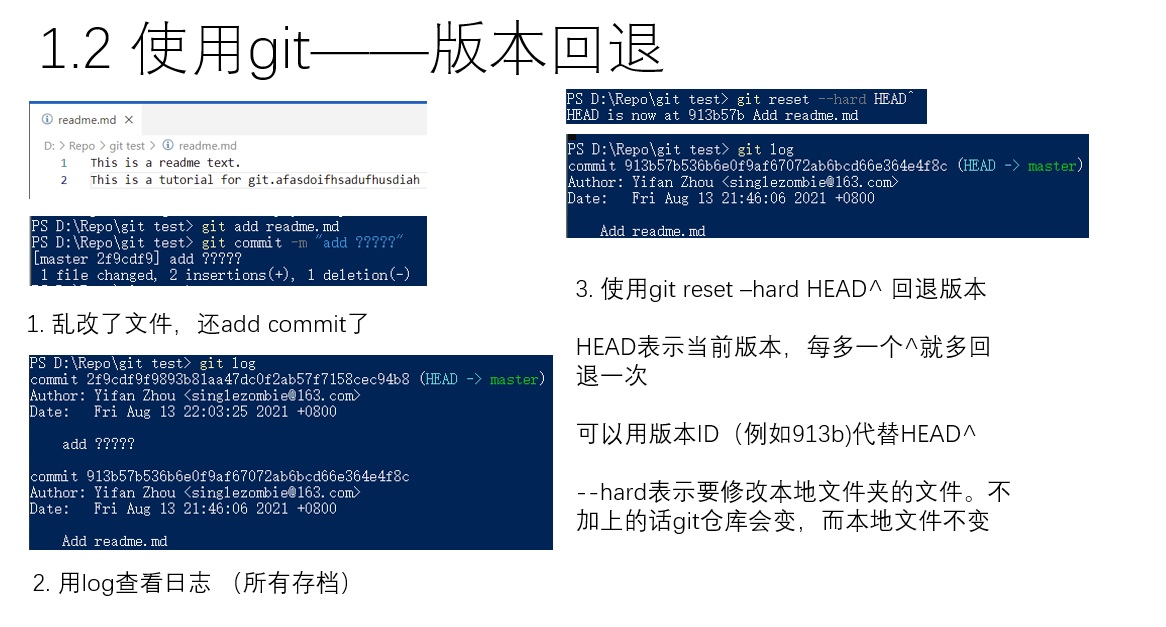 1.2 使用git——版本回退
readme.md ×
D: > Repo > git test > readme.md
1 This is a readme text.
2 This is a tutorial for git.afasdoifhsadufhusdiah
PS D:\Repo\git test> git add readme.md
PS D:\Repo\git test> git commit -m "add ?????"
[master 2f9cdf9] add ?????
1 file changed, 2 insertions(+), 1 deletion(-)
1. 乱改了文件，还add commit了
PS D:\Repo\git test> git log
commit 2f9cdf9f9893b81aa47dc0f2ab57f7158cec94b8 (HEAD -> master)
Author: Yifan Zhou <singlezombie@163.com>
Date: Fri Aug 13 22:03:25 2021 +0800
add ?????
commit 913b57b536b6e0f9af67072ab6bcd66e364e4f8c
Author: Yifan Zhou <singlezombie@163.com>
Date: Fri Aug 13 21:46:06 2021 +0800
Add readme.md
2. 用log查看日志 （所有存档）
PS D:\Repo\git test> git reset --hard HEAD^
HEAD is now at 913b57b Add readme.md
PS D:\Repo\git test> git log
commit 913b57b536b6e0f9af67072ab6bcd66e364e4f8c (HEAD -> master)
Author: Yifan Zhou <singlezombie@163.com>
Date: Fri Aug 13 21:46:06 2021 +0800
Add readme.md
3. 使用git reset –hard HEAD^ 回退版本
HEAD表示当前版本，每多一个^就多回
退一次
可以用版本ID（例如913b)代替HEAD^
--hard表示要修改本地文件夹的文件。不
加上的话git仓库会变，而本地文件不变